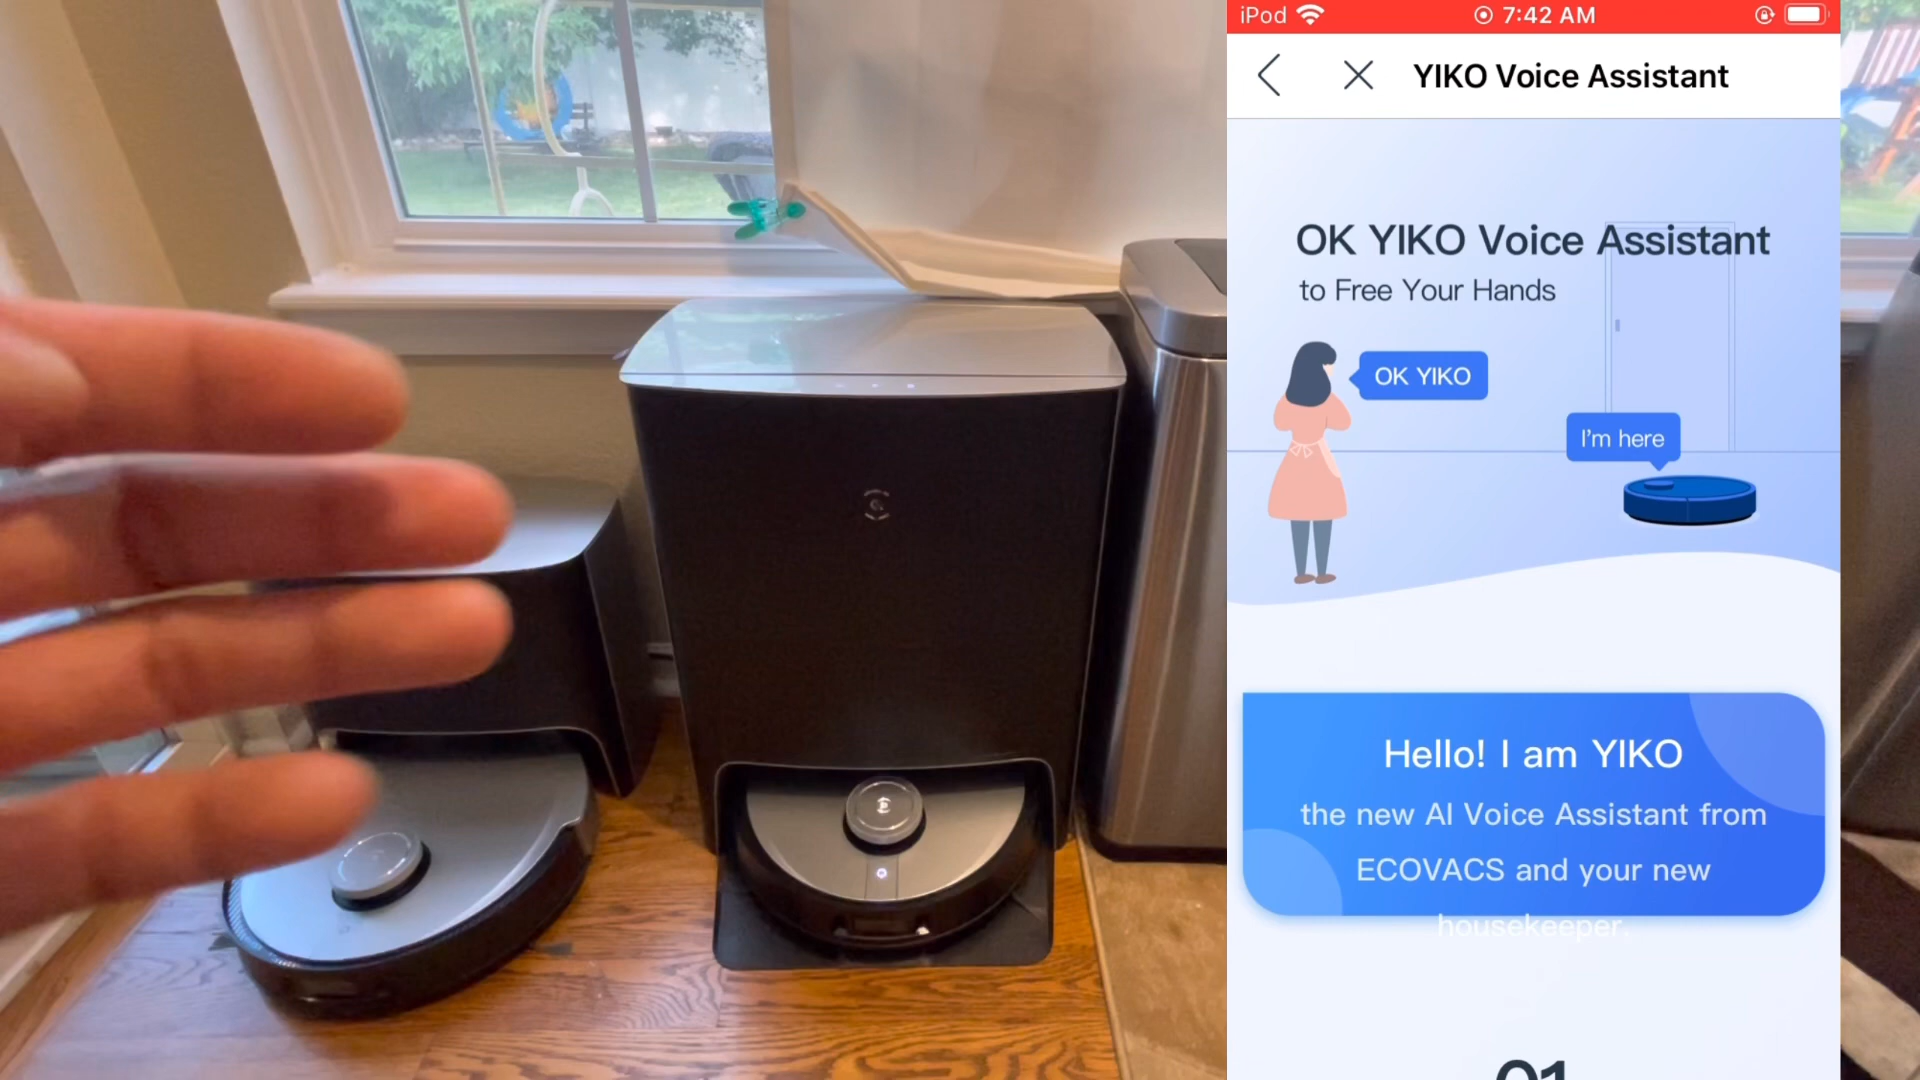 iPod
7:42 AM
YIKO Voice Assistant
OK YIKO Voice Assistant
to Free Your Hands
OK YIKO
I'm here
Hello! I am YIKO
the new AI Voice Assistant from
ECOVACS and your new
housekeeper.
01